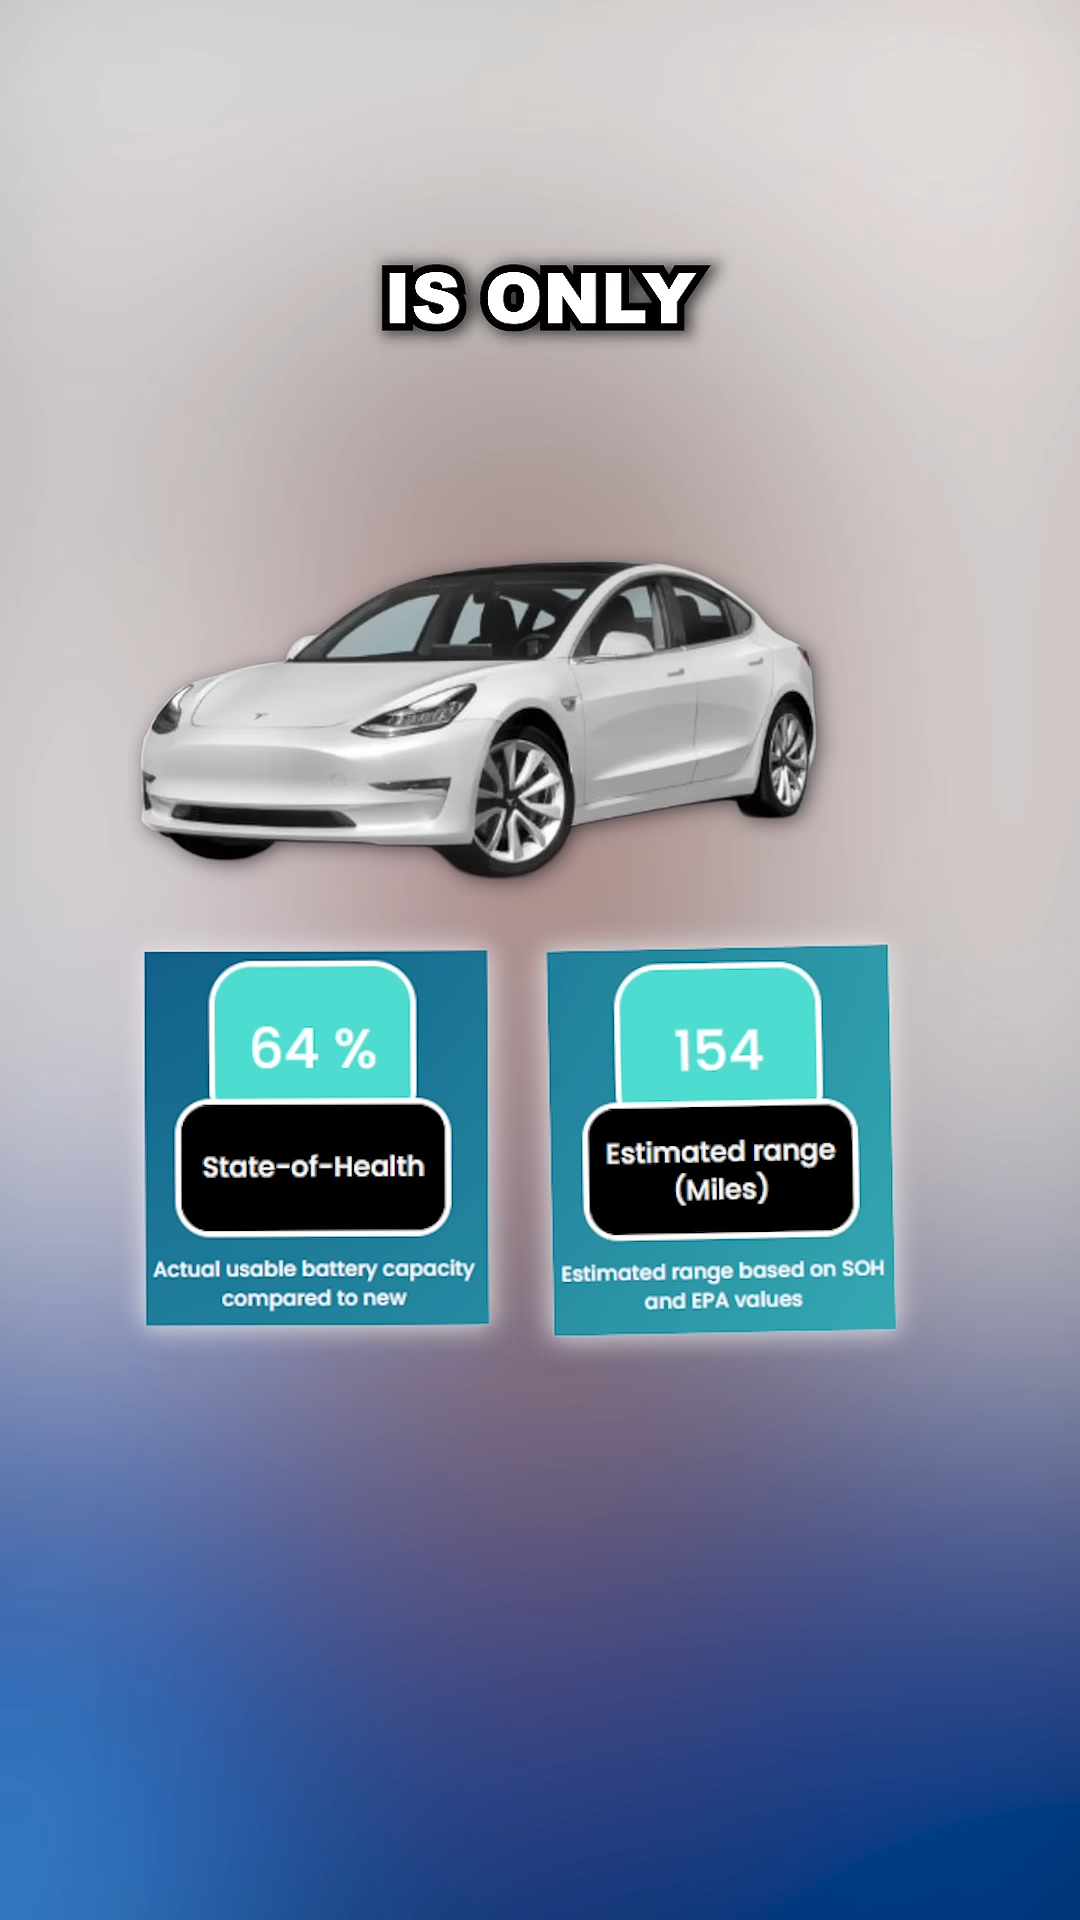 IS ONLY
64 %
State-of-Health
Actual usable battery capacity
compared to new
154
Estimated range
(Miles)
Estimated range based on SOH
and EPA values